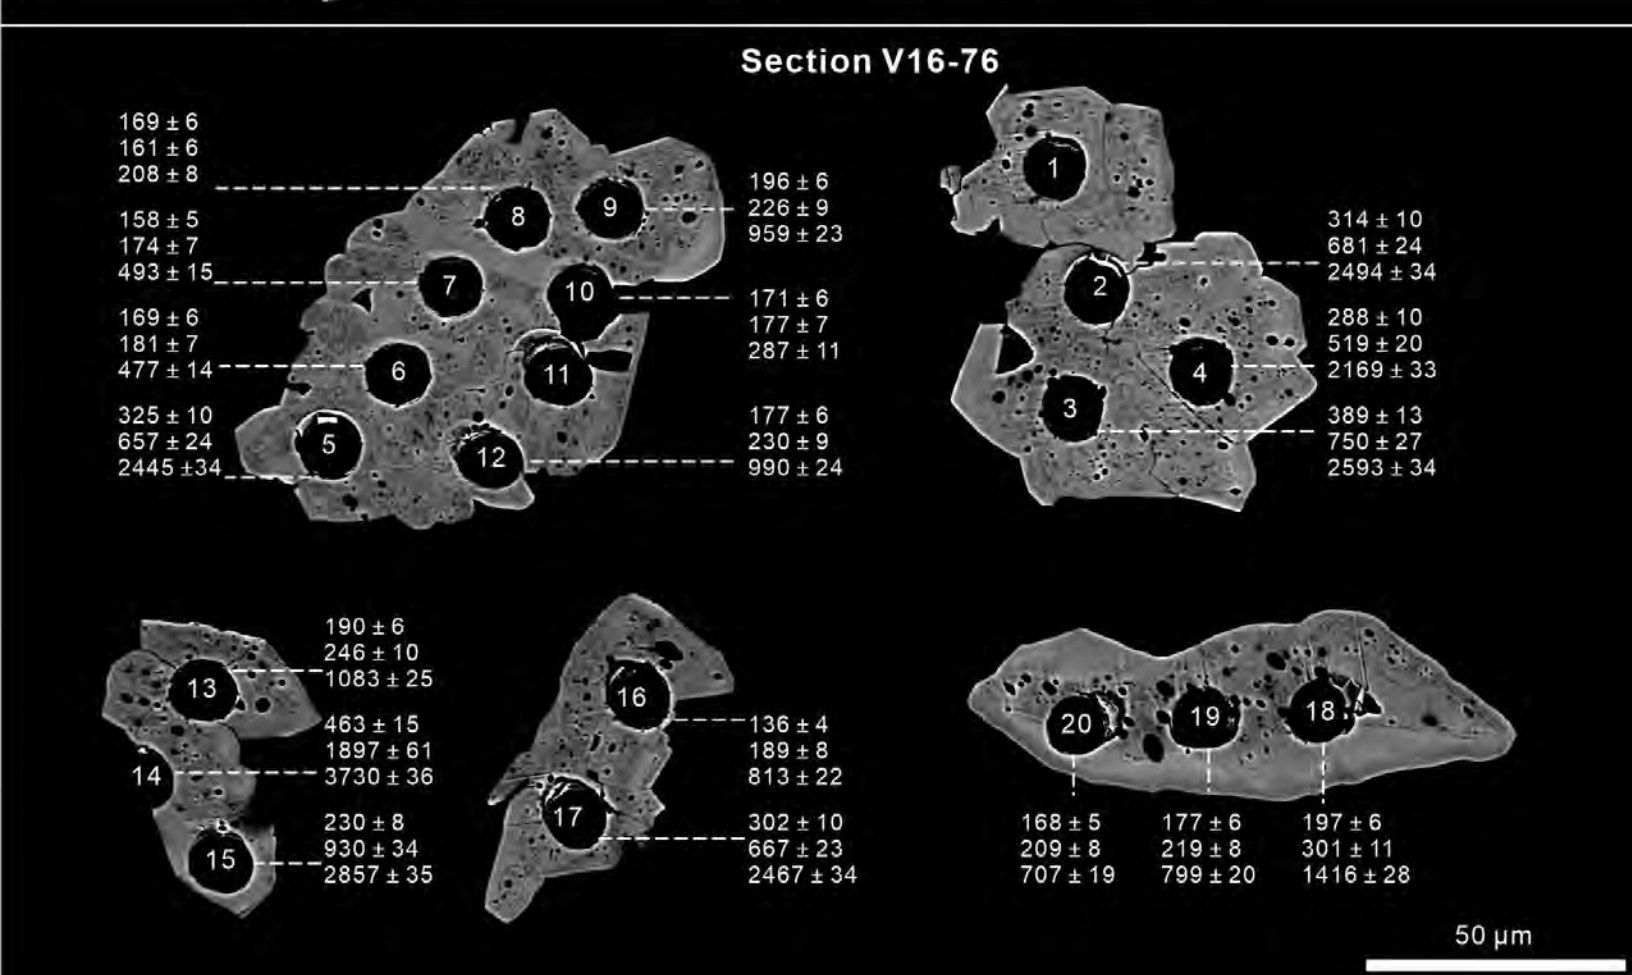 Section V16-76
169 ± 6
161 ± 6
208 ± 8
158 ± 5
174 ± 7
493 ± 15
169 ± 6
181 ± 7
477 ± 14
325 ± 10
657 ± 24
2445 ±34
8
9
7
10
6
11
5
12
196 ± 6
226 ± 9
959 ± 23
171 ± 6
177 ± 7
287 ± 11
177 ± 6
230 ± 9
990 ± 24
1
2
4
3
314 ± 10
681 ± 24
2494 ± 34
288 ± 10
519 ± 20
2169 ± 33
389 ± 13
750 ± 27
2593 ± 34
13
14
15
190 ± 6
246 ± 10
1083 ± 25
463 ± 15
1897 ± 61
3730 ± 36
230 ± 8
930 ± 34
2857 ± 35
16
17
136 ± 4
189 ± 8
813 ± 22
302 ± 10
667 ± 23
2467 ± 34
20
19
18
168 ± 5
209 ± 8
707 ± 19
177 ± 6
219 ± 8
799 ± 20
197 ± 6
301 ± 11
1416 ± 28
50 µm